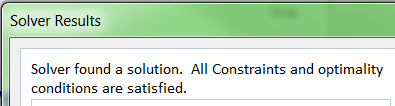 Solver Results
Solver found a solution.  All Constraints and optimality
conditions are satisfied.